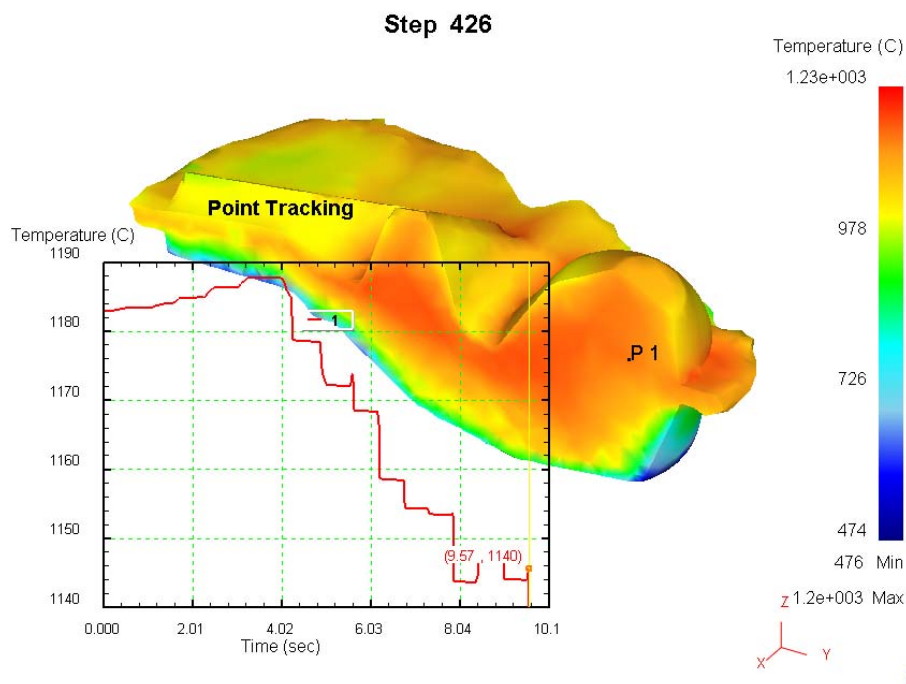 Step 426
Temperature (C)
1.23e+003
978
726
474
476 Min
1.2e+003 Max
Point Tracking
Temperature (C)
1190
1180
1170
1160
1150
1140
1
(9.57 , 1140)
0.000 2.01 4.02 6.03 8.04 10.1
Time (sec)
P 1
Z
X
Y